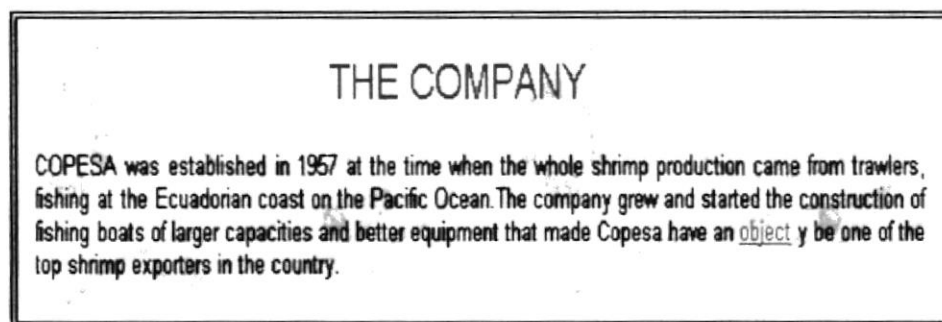 THE COMPANY
COPESA was established in 1957 at the time when the whole shrimp production came from trawlers,
fishing at the Ecuadorian coast on the Pacific Ocean. The company grew and started the construction of
fishing boats of larger capacities and better equipment that made Copesa have an object y be one of the
top shrimp exporters in the country.